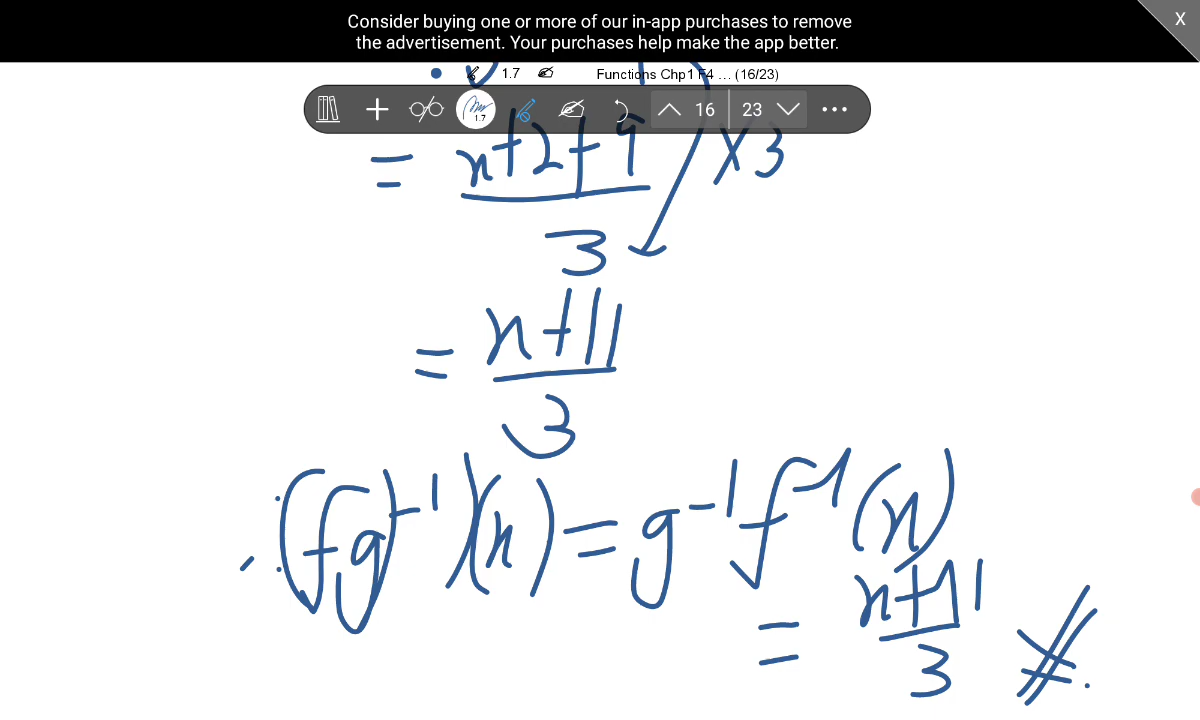 Consider buying one or more of our in-app purchases to remove
the advertisement. Your purchases help make the app better.
X
1.7 Functions Chp1 F4 ... (16/23)
1.7 16 23
= n+2+9 × 3
3
= n+11
3
∴ (fg)⁻¹(n) = g⁻¹f⁻¹(n)
= n+11
3